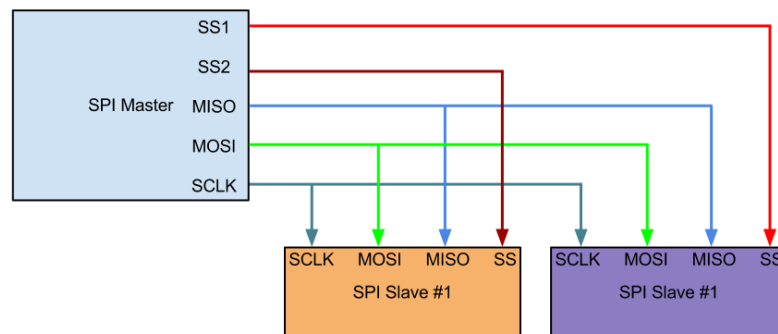 SS1
SS2
SPI Master
MISO
MOSI
SCLK
SCLK MOSI MISO SS
SPI Slave #1
SCLK MOSI MISO SS
SPI Slave #1